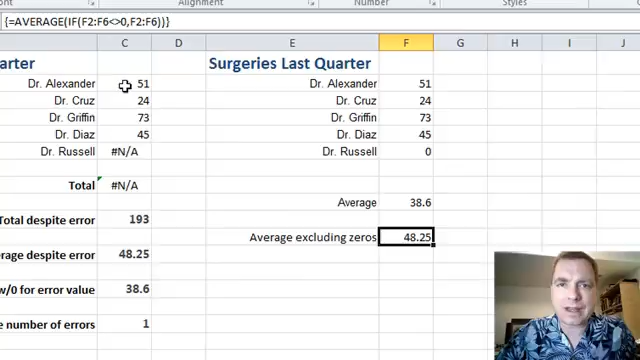 Alignment Number Styles
{=AVERAGE(IF(F2:F6<>0,F2:F6))}
C D E F G H I J
arter Surgeries Last Quarter
Dr. Alexander 51 Dr. Alexander 51
Dr. Cruz 24 Dr. Cruz 24
Dr. Griffin 73 Dr. Griffin 73
Dr. Diaz 45 Dr. Diaz 45
Dr. Russell #N/A Dr. Russell 0
Total #N/A
Average 38.6
Total despite error 193
Average excluding zeros 48.25
erage despite error 48.25
w/0 for error value 38.6
e number of errors 1